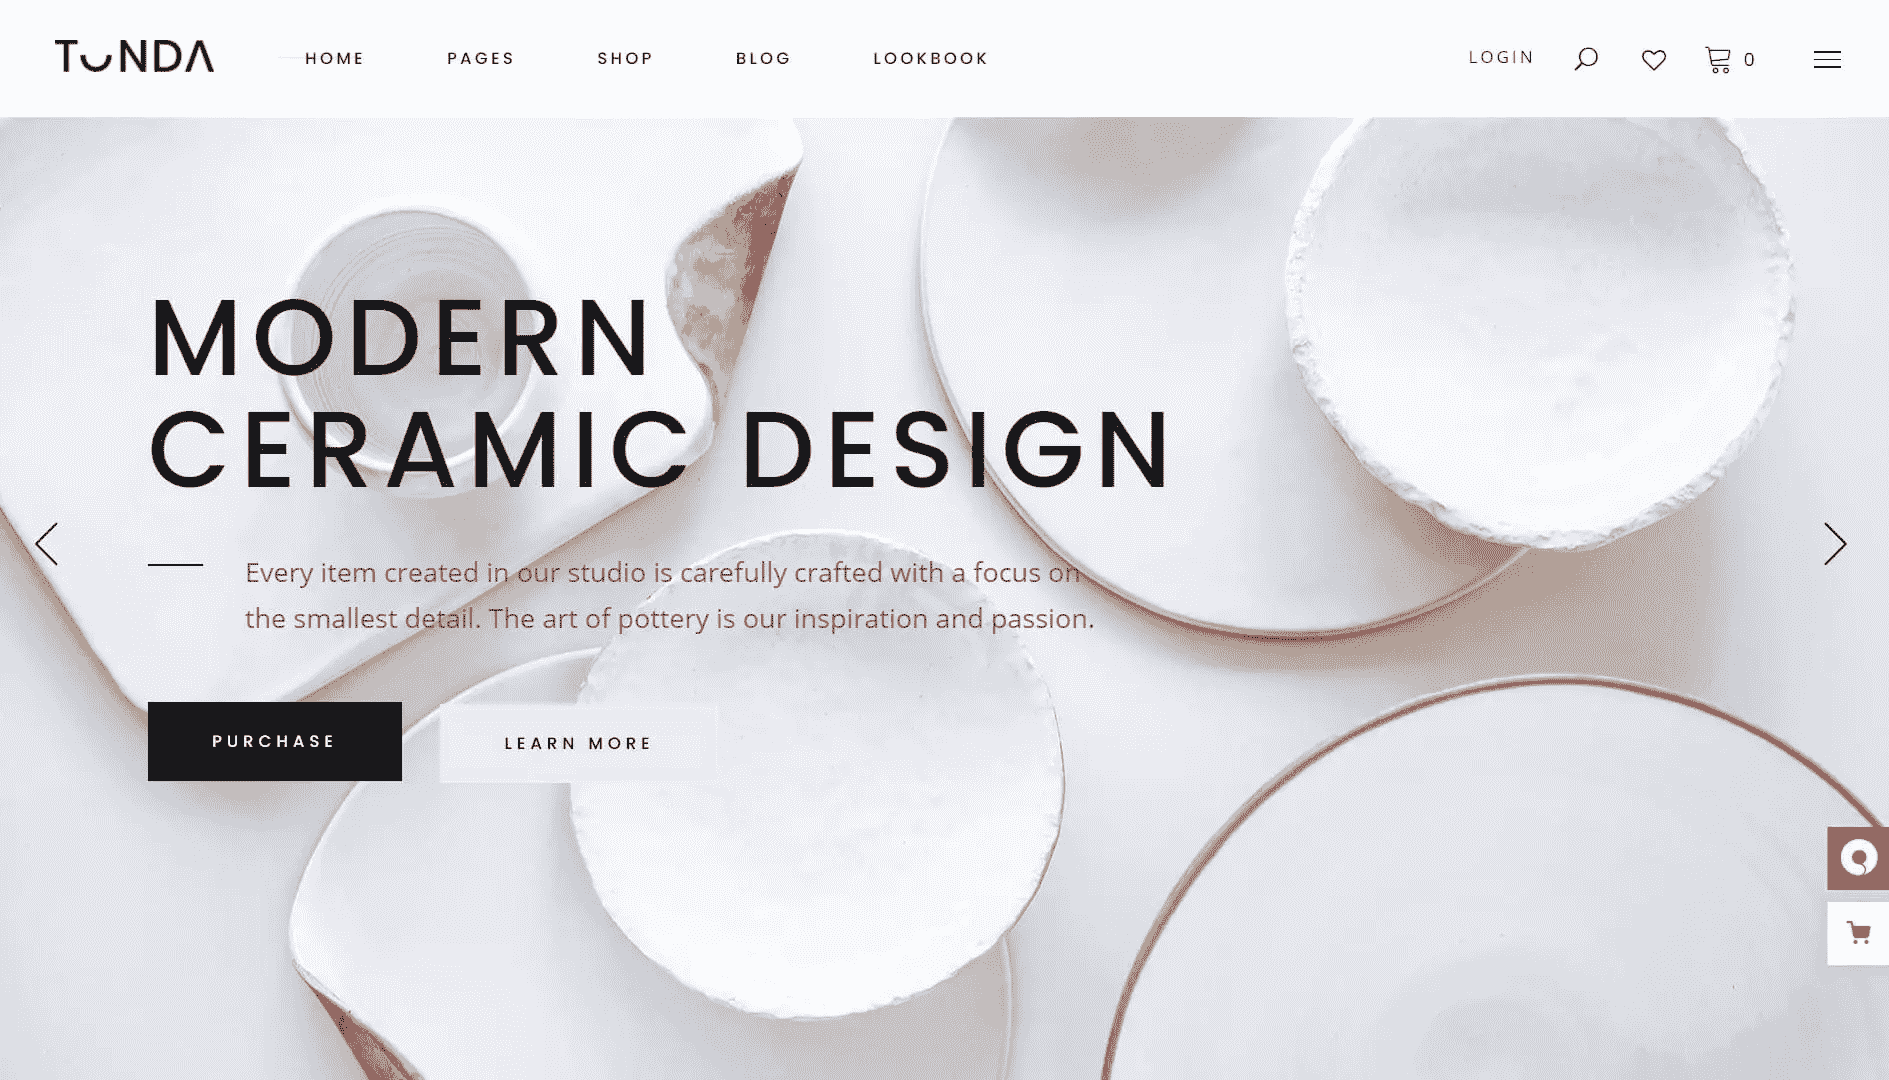 TUNDA
HOME PAGES SHOP BLOG LOOKBOOK
LOGIN 0
MODERN
CERAMIC DESIGN
Every item created in our studio is carefully crafted with a focus on
the smallest detail. The art of pottery is our inspiration and passion.
PURCHASE LEARN MORE